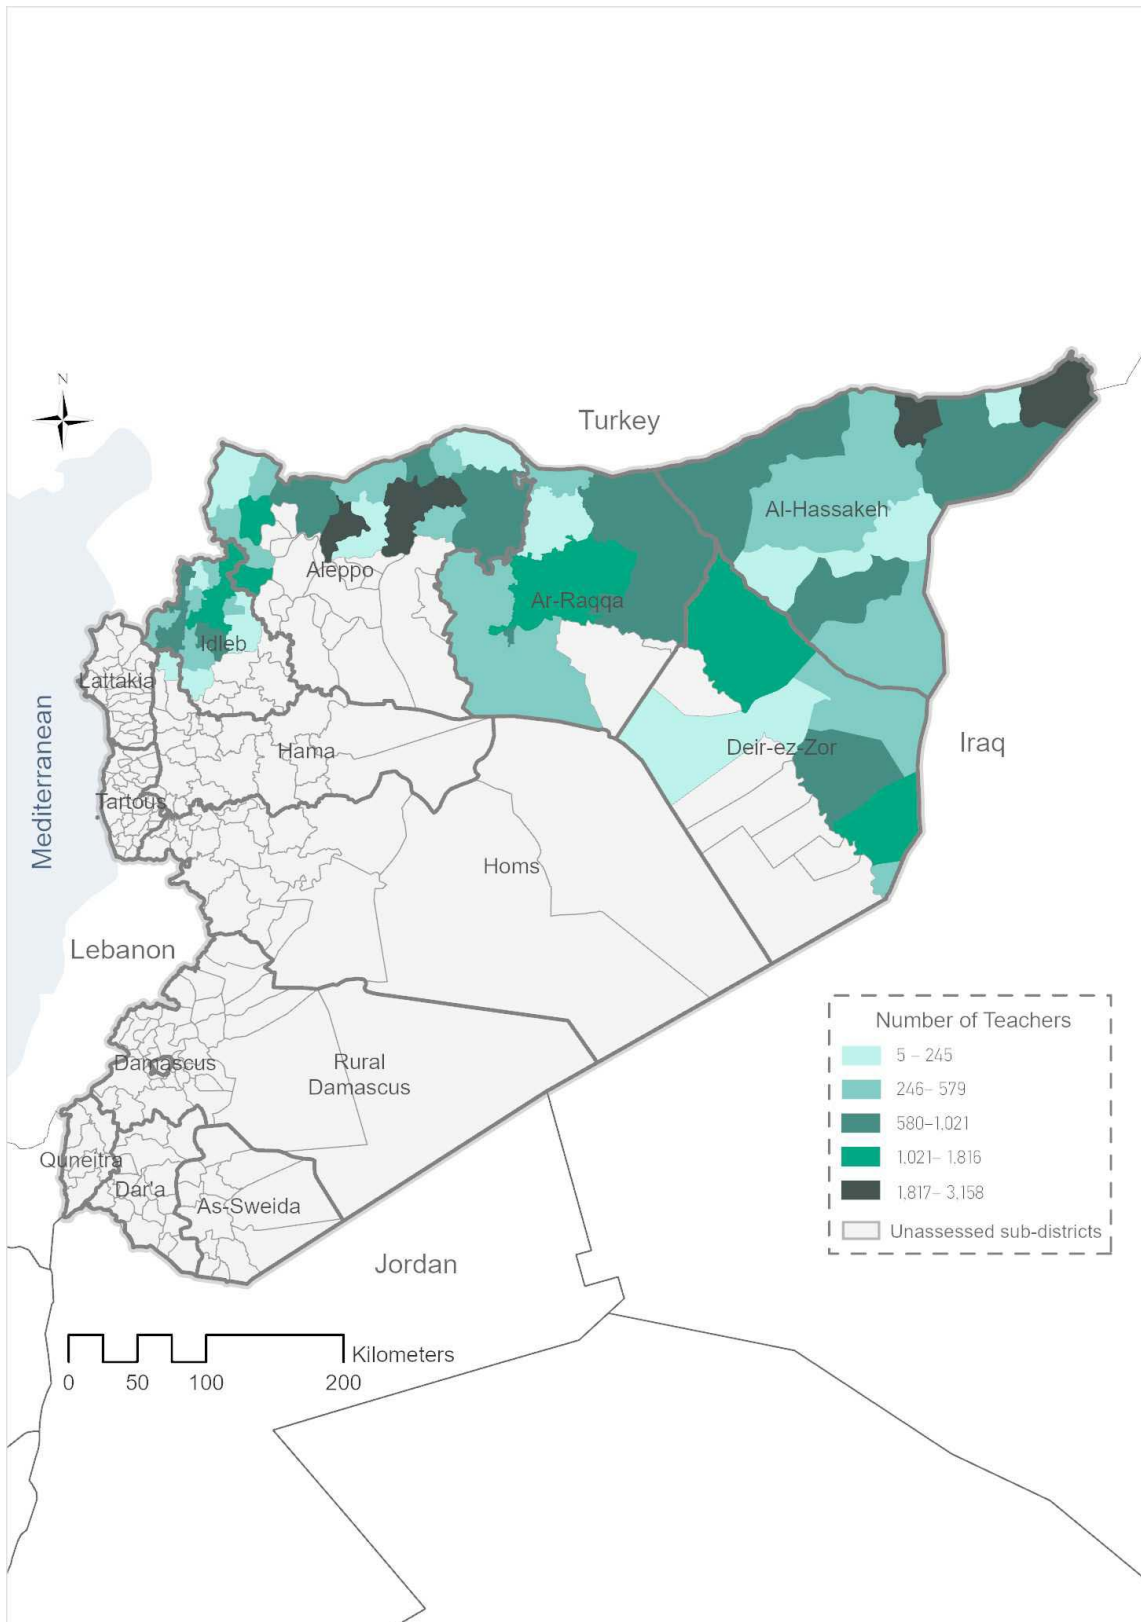 N
Turkey
Al-Hassakeh
Aleppo
Ar-Raqqa
Idleb
Lattakia
Mediterranean
Hama
Deir-ez-Zor
Iraq
Tartous
Homs
Lebanon
Damascus
Rural
Damascus
Quneitra
Dar'a
As-Sweida
Jordan
Number of Teachers
5 – 245
246– 579
580–1,021
1,021– 1,816
1,817– 3,158
Unassessed sub-districts
Kilometers
0 50 100 200